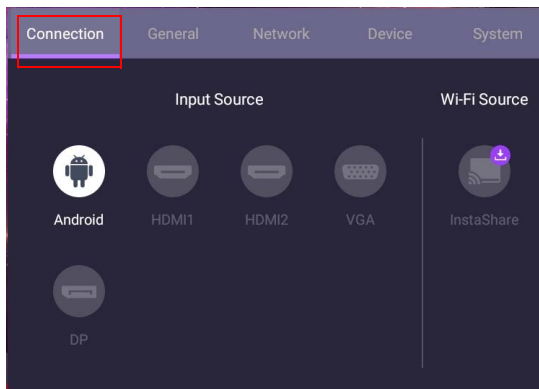 Connection General Network Device System
Input Source Wi-Fi Source
Android HDMI1 HDMI2 VGA InstaShare
DP